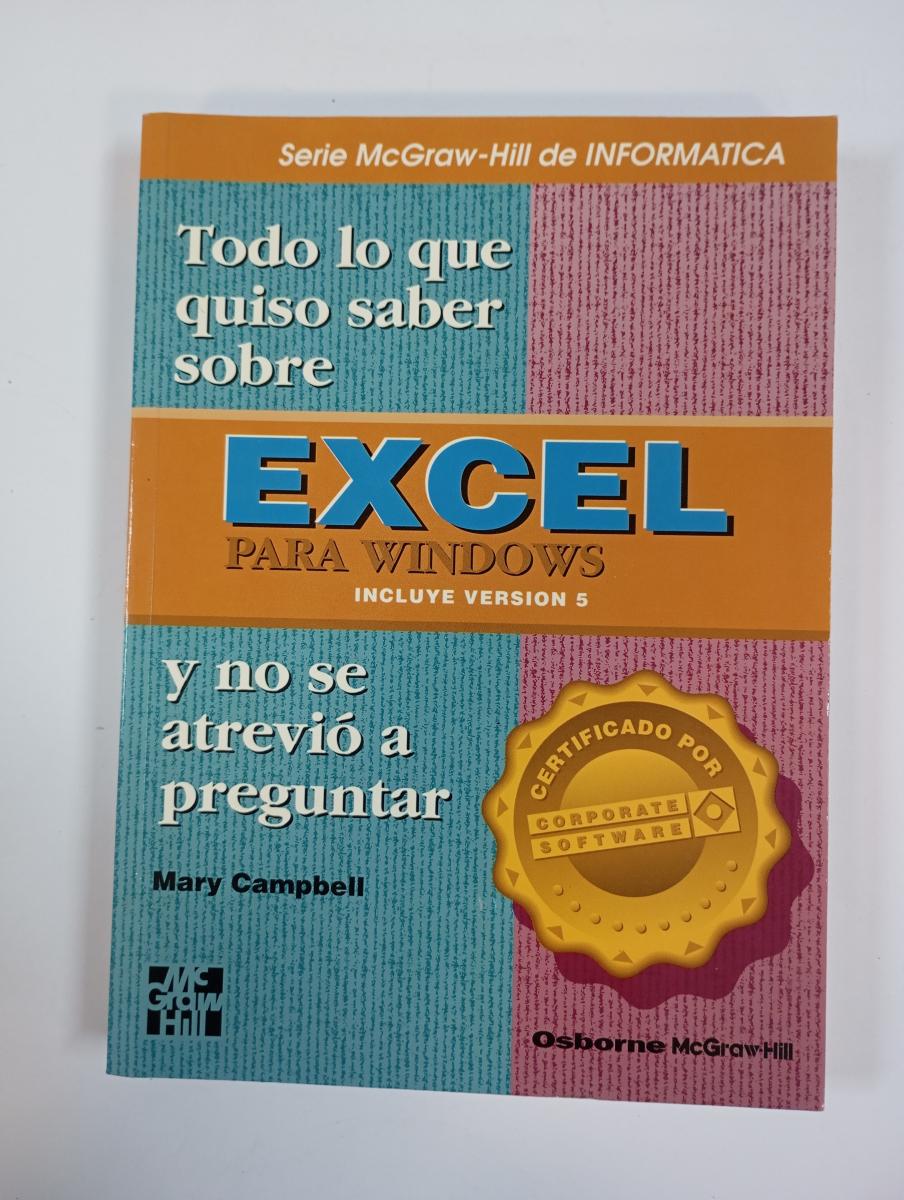 Serie McGraw-Hill de INFORMATICA
Todo lo que
quiso saber
sobre
EXCEL
PARA WINDOWS
INCLUYE VERSION 5
y no se
atrevió a
preguntar
CERTIFICADO POR
CORPORATE
SOFTWARE
Mary Campbell
Mc
Graw
Hill
Osborne McGraw-Hill